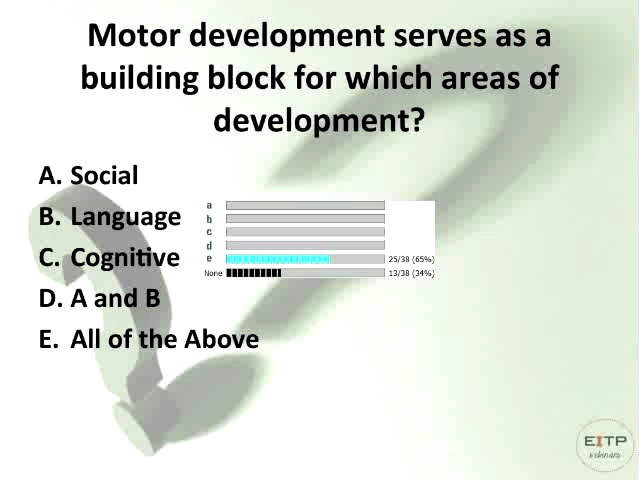 Motor development serves as a
building block for which areas of
development?
A. Social
B. Language
C. Cognitive
D. A and B
E. All of the Above
a
b
c
d
e 25/38 (65%)
None 13/38 (34%)
EITP
webinars